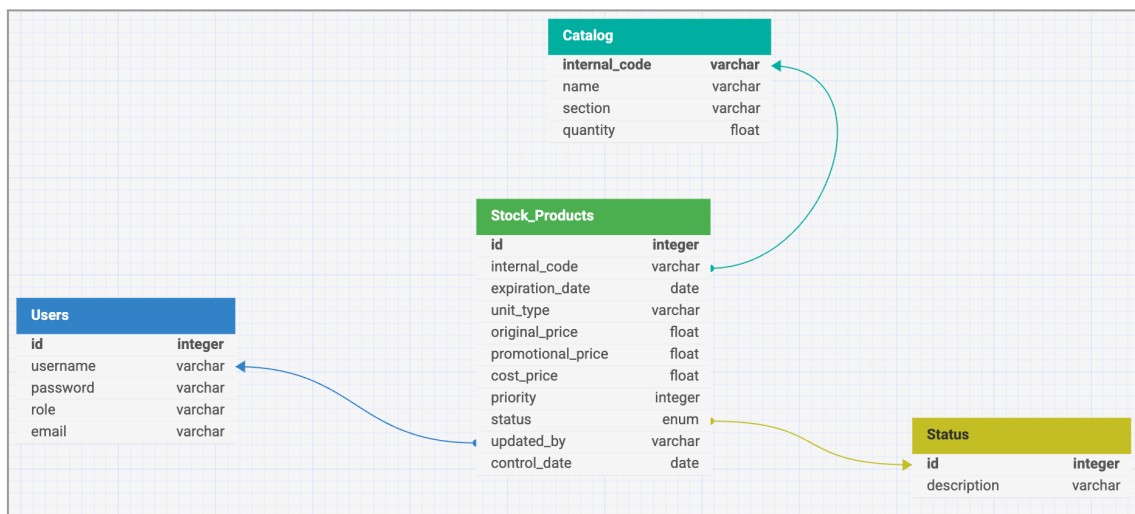 Catalog
internal_code varchar
name varchar
section varchar
quantity float
Stock_Products
id integer
internal_code varchar
expiration_date date
unit_type varchar
original_price float
promotional_price float
cost_price float
priority integer
status enum
updated_by varchar
control_date date
Users
id integer
username varchar
password varchar
role varchar
email varchar
Status
id integer
description varchar